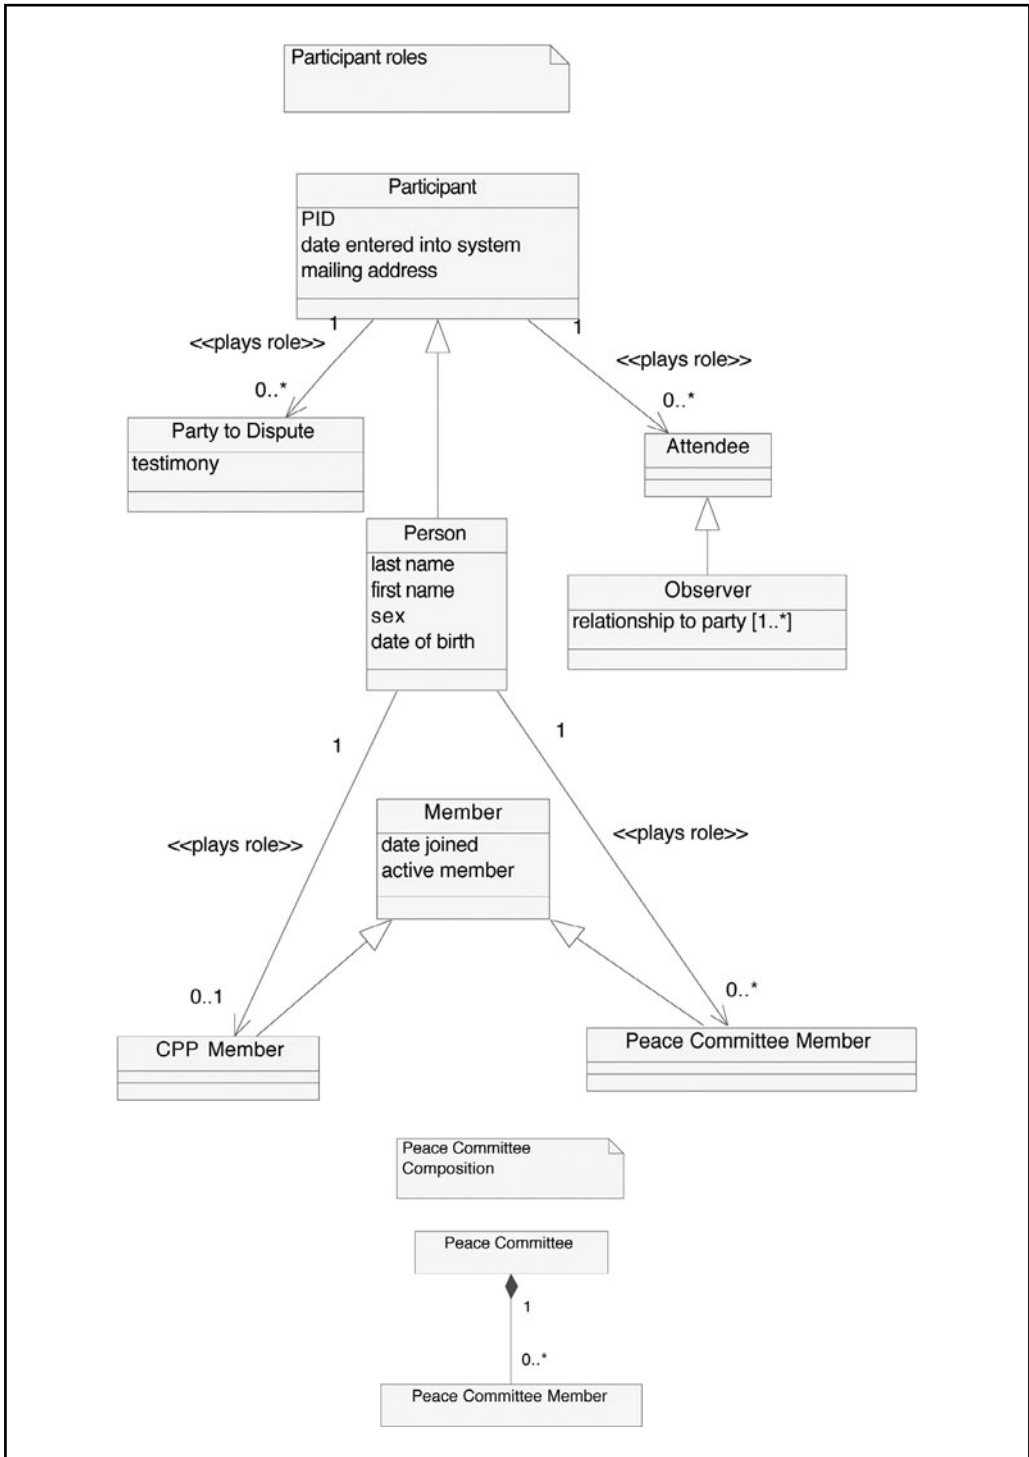 Participant roles
Participant
PID
date entered into system
mailing address
1
1
<<plays role>>
<<plays role>>
0..*
0..*
Party to Dispute
testimony
Attendee
Person
last name
first name
sex
date of birth
Observer
relationship to party [1..*]
1
1
Member
date joined
active member
<<plays role>>
<<plays role>>
0..1
0..*
CPP Member
Peace Committee Member
Peace Committee
Composition
Peace Committee
1
0..*
Peace Committee Member